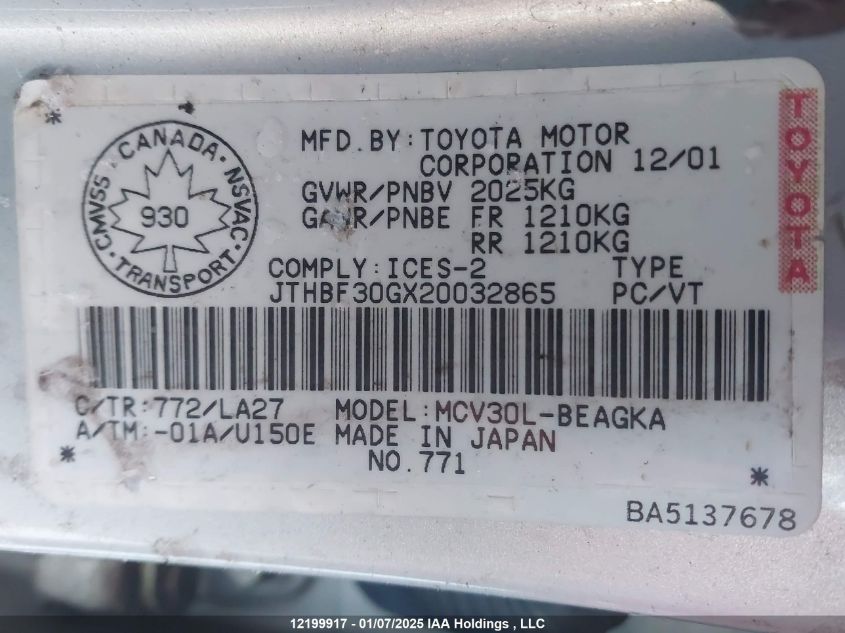 MFD.BY:TOYOTA MOTOR
CORPORATION 12/01
GVWR/PNBV 2025KG
GAWR/PNBE FR 1210KG
RR 1210KG
CANADA · NSVAC · TRANSPORT · CMVSS
930
TOYOTA
COMPLY:ICES-2 TYPE
JTHBF30GX20032865 PC/VT
C/TR:772/LA27 MODEL:MCV30L-BEAGKA
A/TM:-01A/U150E MADE IN JAPAN
NO.771
BA5137678
12199917 - 01/07/2025 IAA Holdings , LLC